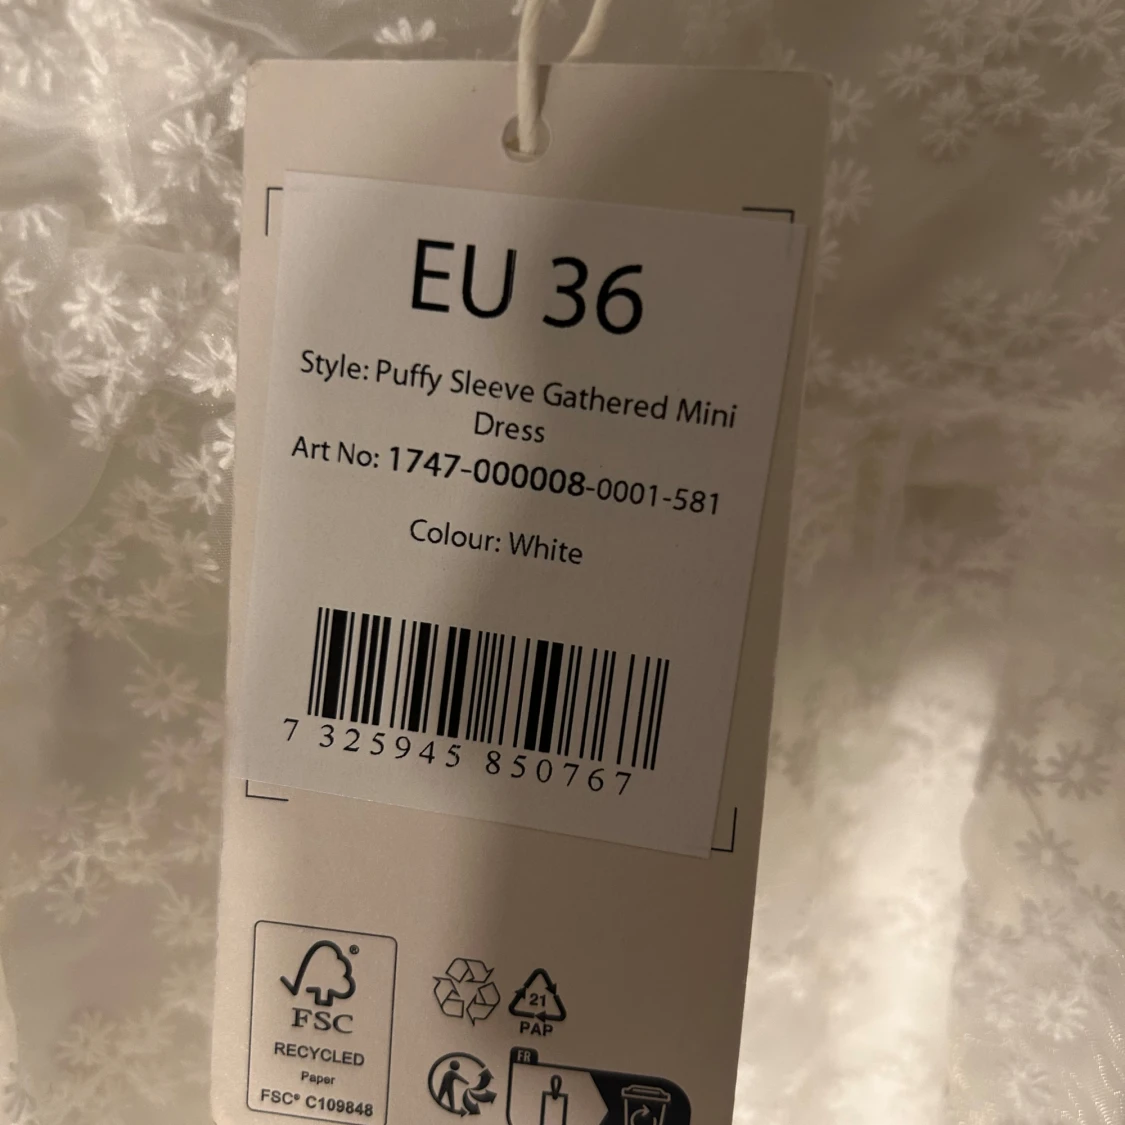 EU 36
Style: Puffy Sleeve Gathered Mini
Dress
Art No: 1747-000008-0001-581
Colour: White
7 325945 850767
FSC®
RECYCLED
Paper
FSC® C109848
21
PAP
FR